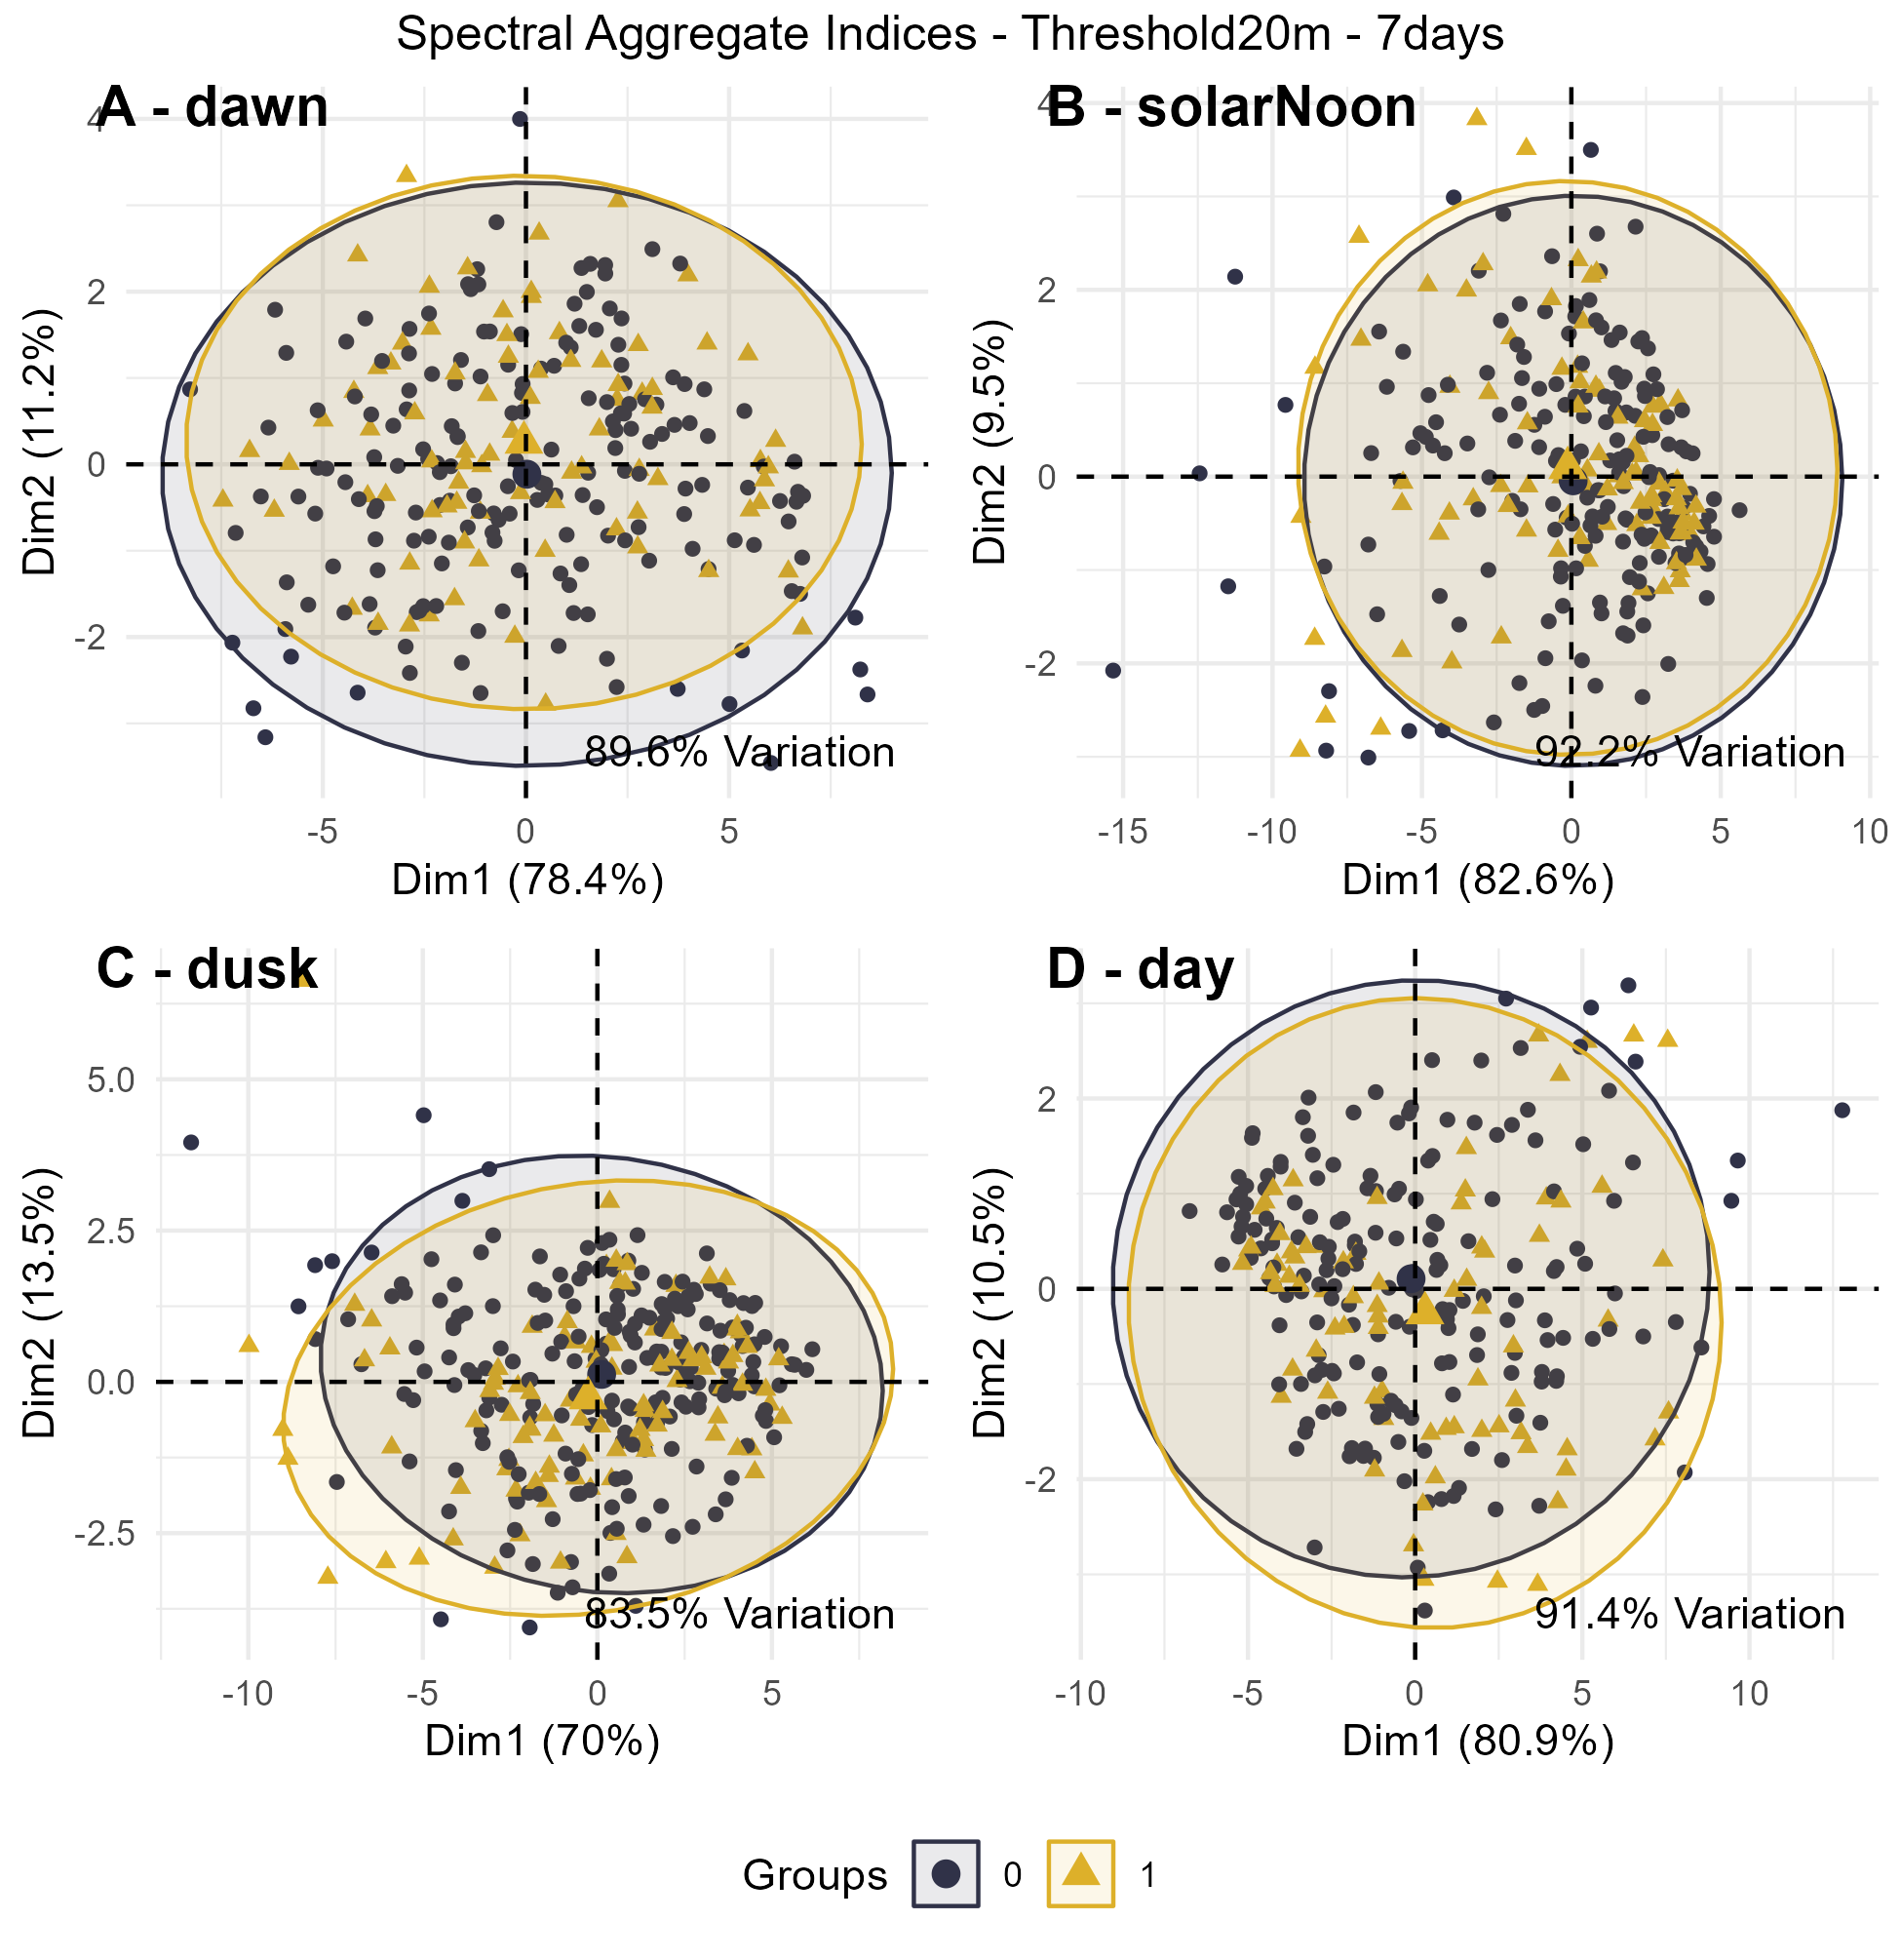 Spectral Aggregate Indices - Threshold20m - 7days
A - dawn
4
2
0
-2
Dim2 (11.2%)
89.6% Variation
-5
0
5
Dim1 (78.4%)
B - solarNoon
4
2
0
-2
Dim2 (9.5%)
92.2% Variation
-15
-10
-5
0
5
10
Dim1 (82.6%)
C - dusk
5.0
2.5
0.0
-2.5
Dim2 (13.5%)
83.5% Variation
-10
-5
0
5
Dim1 (70%)
D - day
2
0
-2
Dim2 (10.5%)
91.4% Variation
-10
-5
0
5
10
Dim1 (80.9%)
Groups 0 1